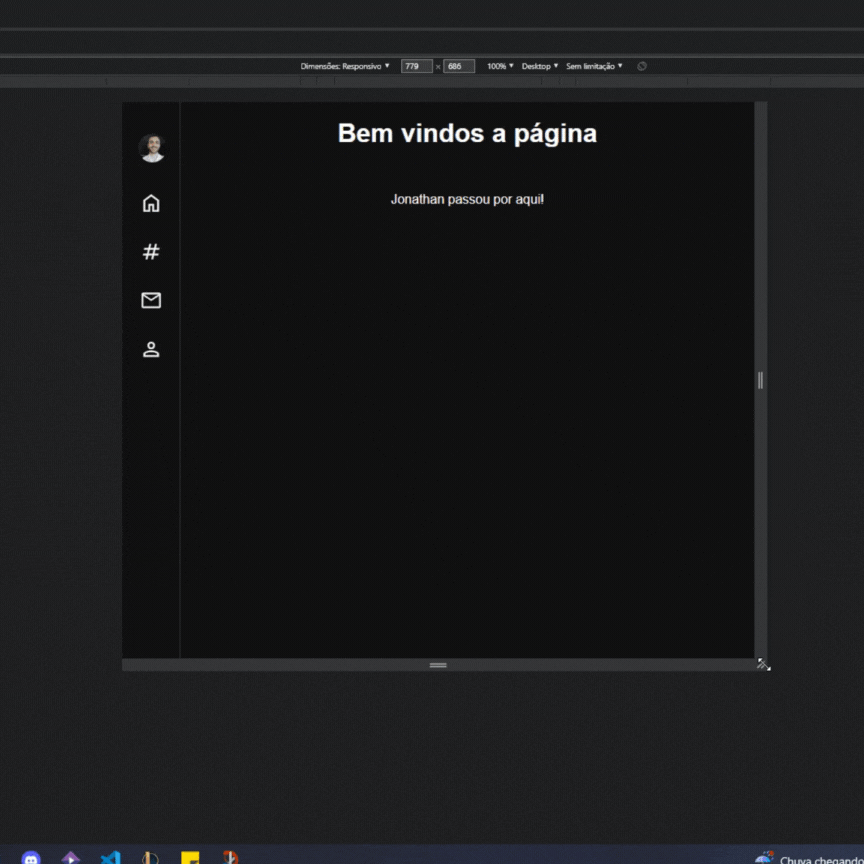 Dimensões: Responsivo ▼ 779 × 686 100% ▼ Desktop ▼ Sem limitação ▼
Bem vindos a página
Jonathan passou por aqui!
#
Chuva chegando